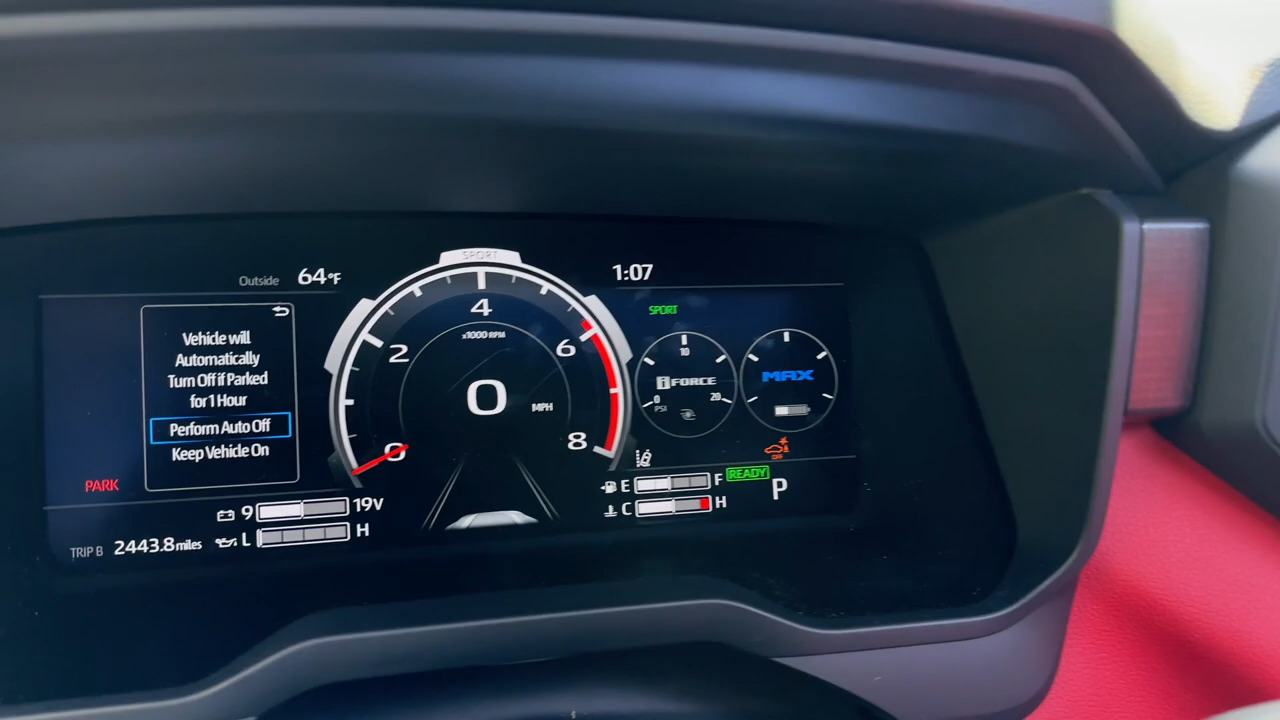 Outside 64°F
1:07
Vehicle will
Automatically
Turn Off if Parked
for 1 Hour
Perform Auto Off
Keep Vehicle On
PARK
9 19V
L H
TRIP B 2443.8 miles
SPORT
4
x1000 RPM
2 6
0 MPH
0 8
SPORT
10
iFORCE
0 20
PSI
MAX
OFF
E F READY
C H
P